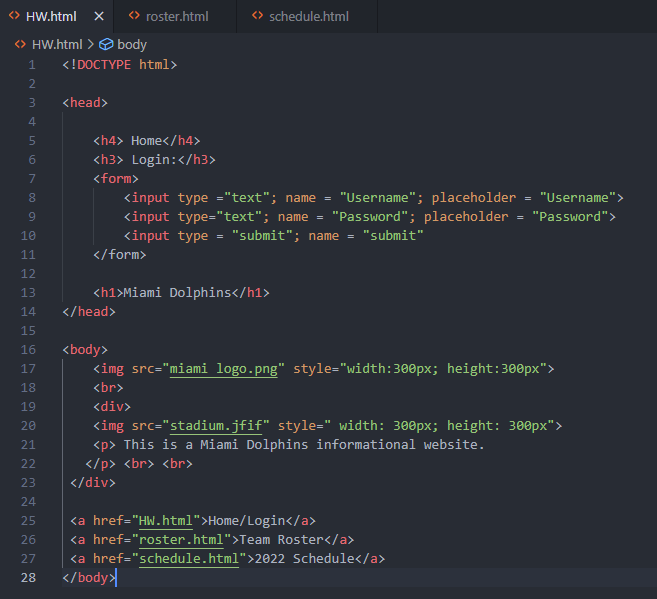 HW.html × roster.html schedule.html
HW.html > body
1 <!DOCTYPE html>
2
3 <head>
4
5 <h4> Home</h4>
6 <h3> Login:</h3>
7 <form>
8 <input type ="text"; name = "Username"; placeholder = "Username">
9 <input type="text"; name = "Password"; placeholder = "Password">
10 <input type = "submit"; name = "submit"
11 </form>
12
13 <h1>Miami Dolphins</h1>
14 </head>
15
16 <body>
17 <img src="miami logo.png" style="width:300px; height:300px">
18 <br>
19 <div>
20 <img src="stadium.jfif" style=" width: 300px; height: 300px">
21 <p> This is a Miami Dolphins informational website.
22 </p> <br> <br>
23 </div>
24
25 <a href="HW.html">Home/Login</a>
26 <a href="roster.html">Team Roster</a>
27 <a href="schedule.html">2022 Schedule</a>
28 </body>